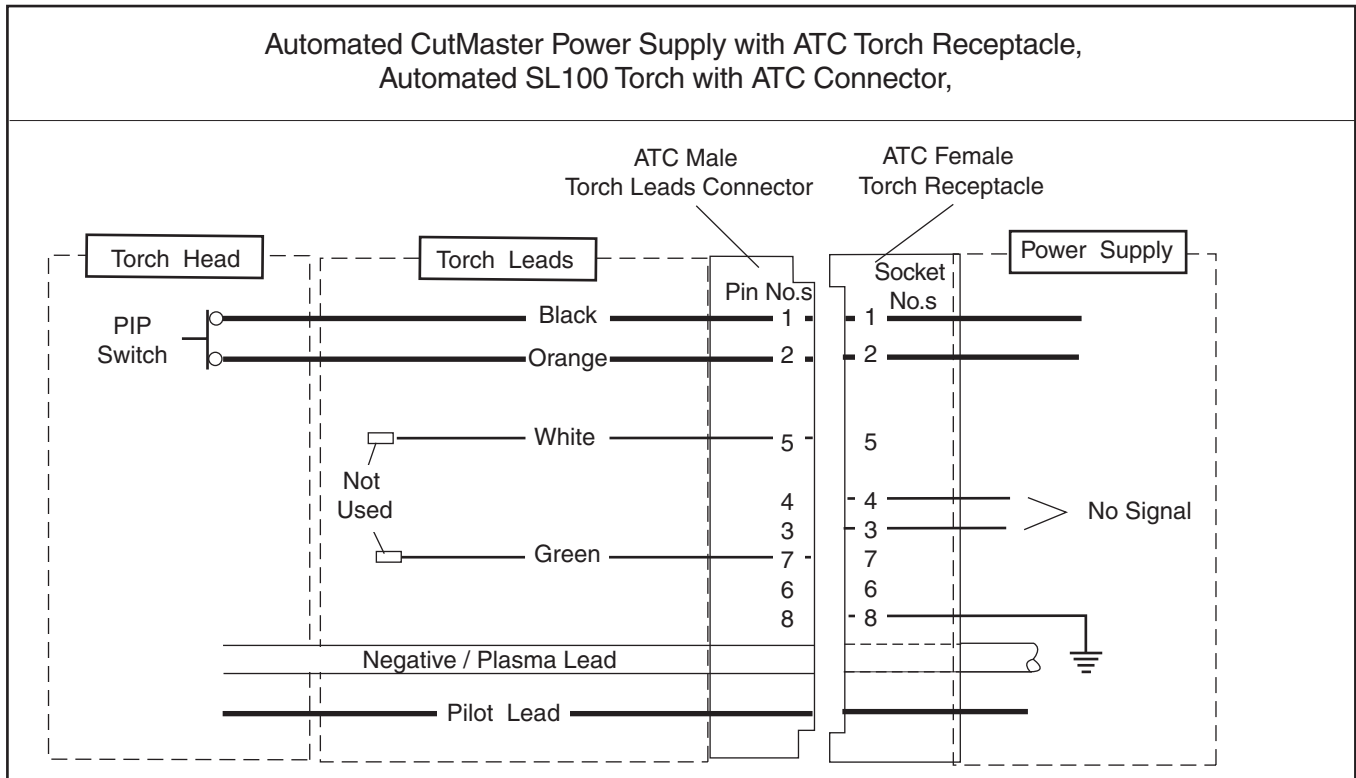 Automated CutMaster Power Supply with ATC Torch Receptacle,
Automated SL100 Torch with ATC Connector,
ATC Male
Torch Leads Connector
ATC Female
Torch Receptacle
Torch Head
Torch Leads
Power Supply
Pin No.s
Socket
No.s
PIP
Switch
Black
1
1
Orange
2
2
White
5
5
Not
Used
4
4
No Signal
3
3
Green
7
7
6
6
8
8
Negative / Plasma Lead
Pilot Lead